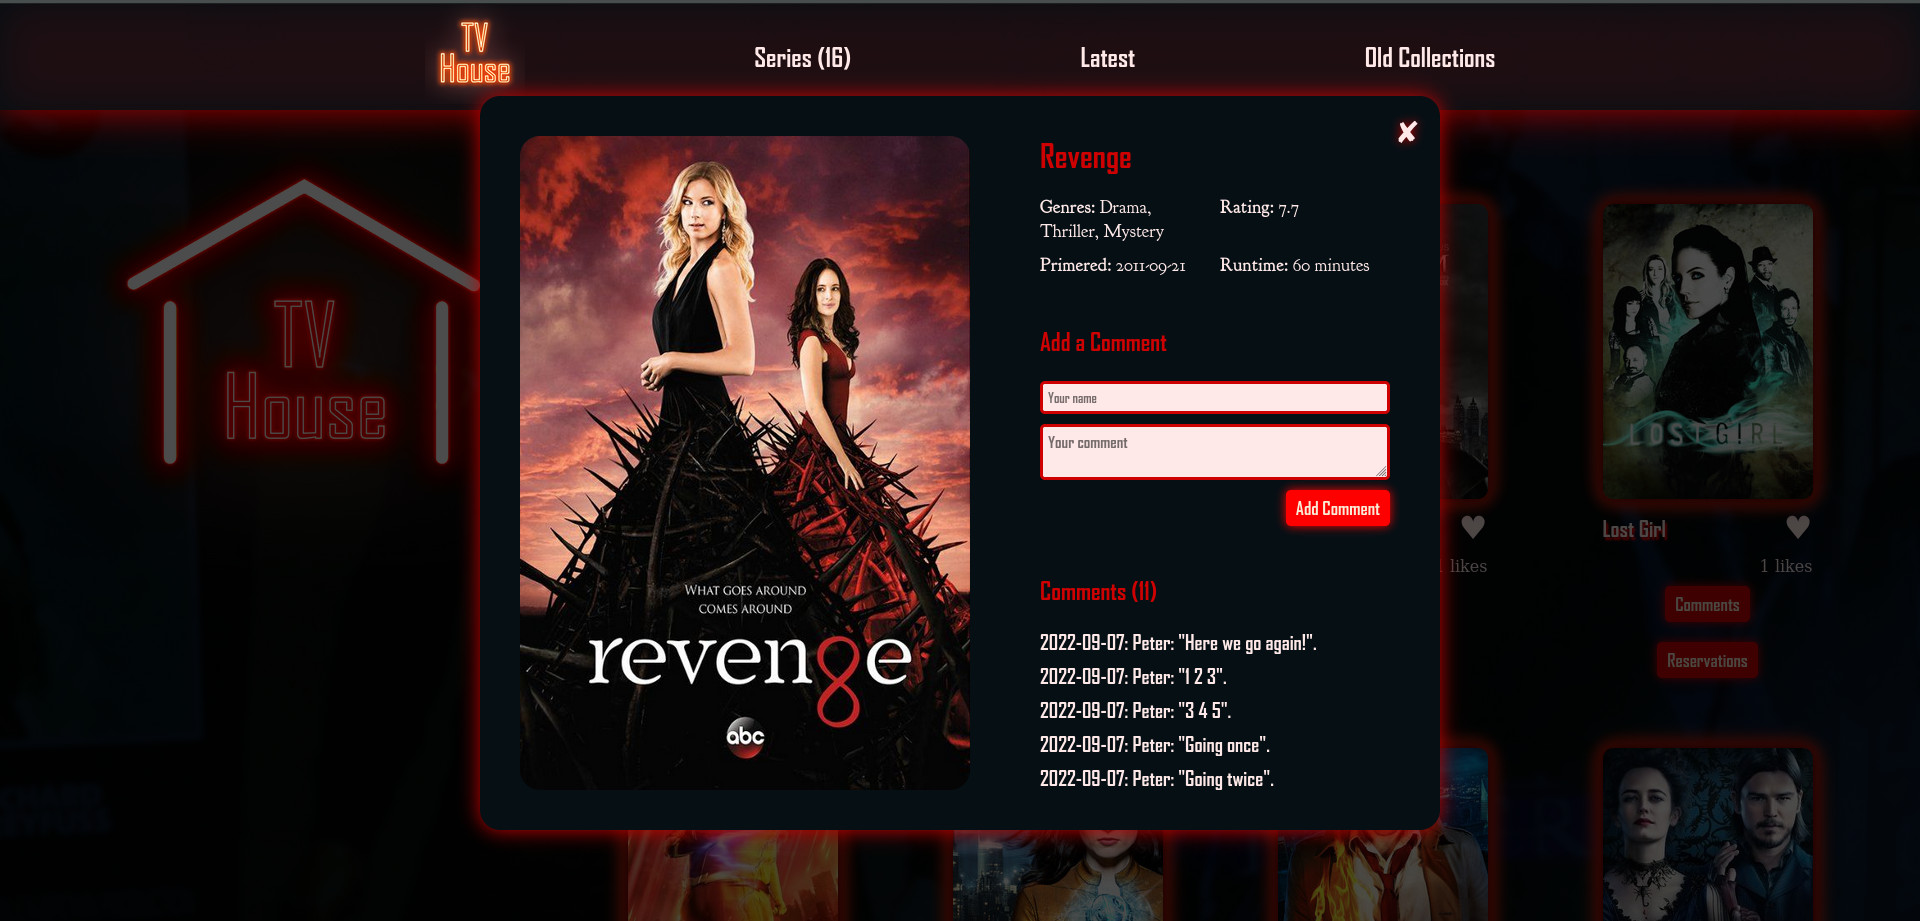 TV
House
Series (16)
Latest
Old Collections
✘
TV
House
WHAT GOES AROUND
COMES AROUND
revenge
abc
Revenge
Genres: Drama,
Thriller, Mystery
Rating: 7.7
Primered: 2011-09-21
Runtime: 60 minutes
Add a Comment
Your name
Your comment
Add Comment
Comments (11)
2022-09-07: Peter: "Here we go again!".
2022-09-07: Peter: "1 2 3".
2022-09-07: Peter: "3 4 5".
2022-09-07: Peter: "Going once".
2022-09-07: Peter: "Going twice".
likes
LOST GIRL
Lost Girl
1 likes
Comments
Reservations